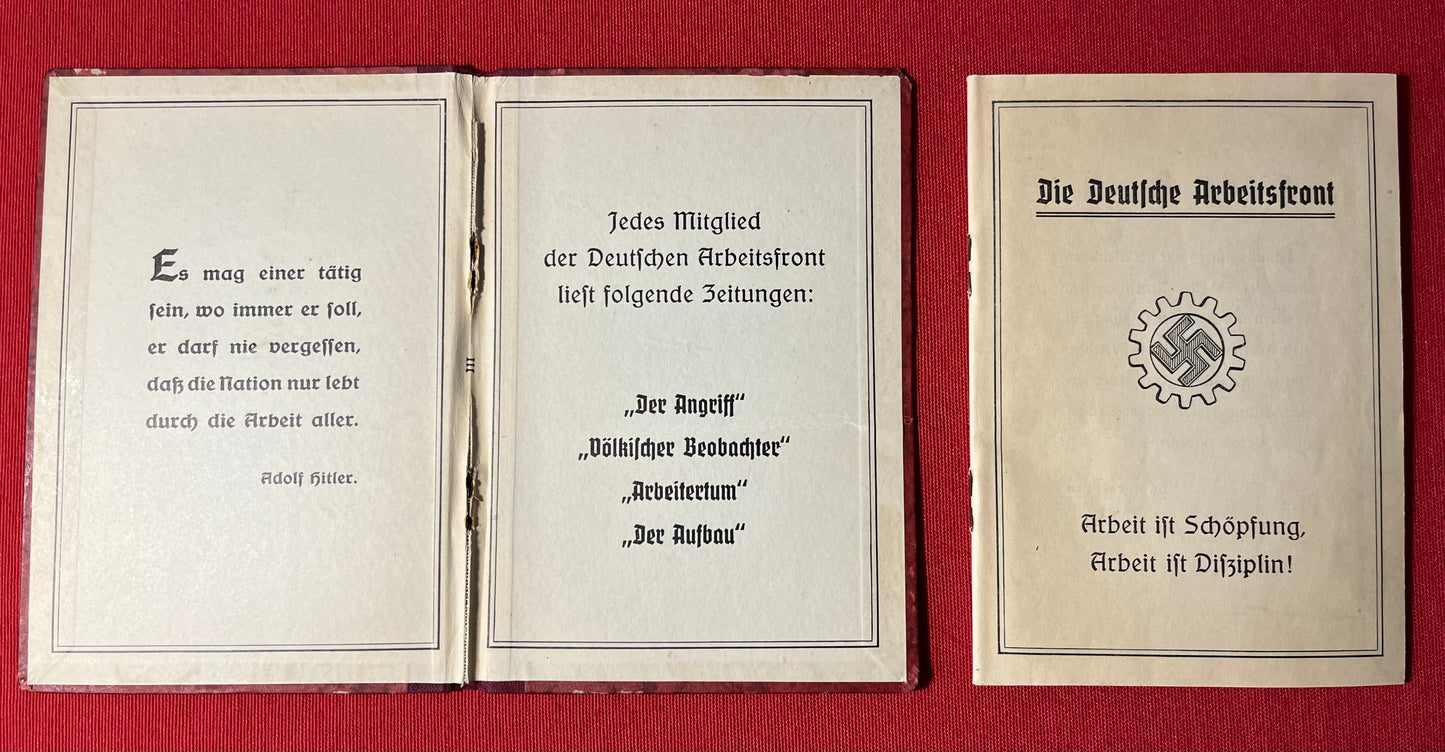 Es mag einer tätig
ſein, wo immer er ſoll,
er darf nie vergeſſen,
daß die Nation nur lebt
durch die Arbeit aller.
Adolf Hitler.
III
Jedes Mitglied
der Deutſchen Arbeitsfront
lieſt folgende Zeitungen:
„Der Angriff“
„Völkiſcher Beobachter“
„Arbeitertum“
„Der Aufbau“
Die Deutſche Arbeitsfront
Arbeit iſt Schöpfung,
Arbeit iſt Diſziplin!